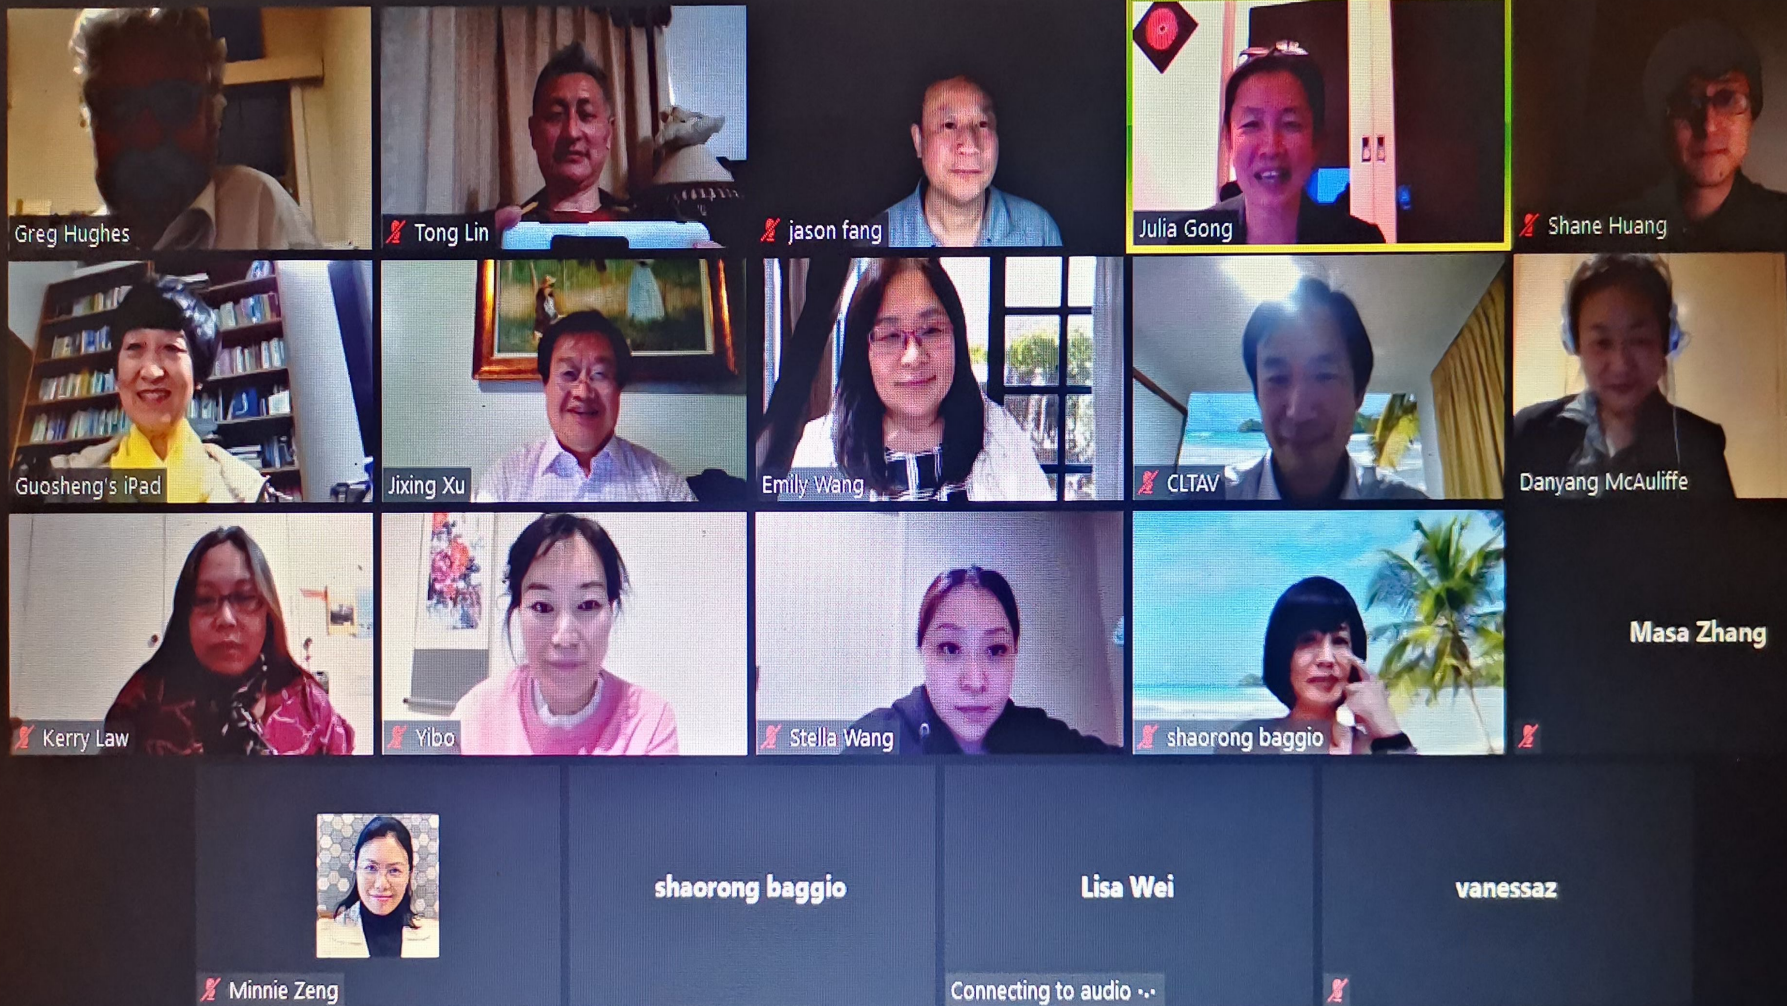 Greg Hughes
Tong Lin
jason fang
Julia Gong
Shane Huang
Guosheng's iPad
Jixing Xu
Emily Wang
CLTAV
Danyang McAuliffe
Kerry Law
Yibo
Stella Wang
shaorong baggio
Masa Zhang
Minnie Zeng
shaorong baggio
Lisa Wei
Connecting to audio ···
vanessaz